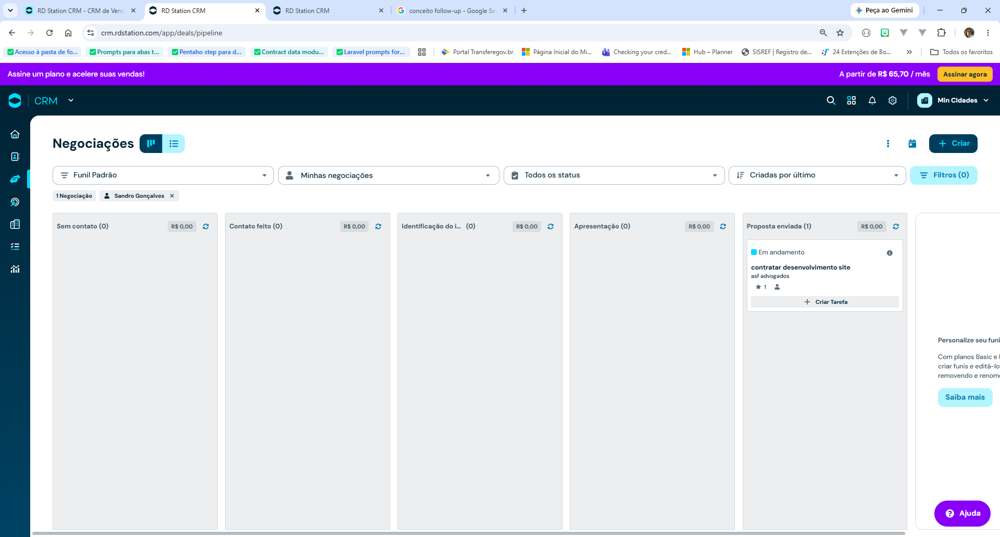 RD Station CRM - CRM de Vend
RD Station CRM
RD Station CRM
conceito follow-up - Google Se
Peça ao Gemini
crm.rdstation.com/app/deals/pipeline
Acesso à pasta de fo...
Prompts para abas t...
Pentaho step para d...
Contract data modu...
Laravel prompts for...
Portal Transferegov.br
Página Inicial do Mi...
Checking your cred...
Hub – Planner
SISREF | Registro de...
24 Extenções de Bo...
»
Todos os favoritos
Assine um plano e acelere suas vendas!
A partir de R$ 65,70 / mês
Assinar agora
CRM
Min CIdades
Negociações
+ Criar
Funil Padrão
Minhas negociações
Todos os status
Criadas por último
Filtros (0)
1 Negociação
Sandro Gonçalves
Sem contato (0)
R$ 0,00
Contato feito (0)
R$ 0,00
Identificação do i... (0)
R$ 0,00
Apresentação (0)
R$ 0,00
Proposta enviada (1)
R$ 0,00
Em andamento
contratar desenvolvimento site
asf advogados
1
+ Criar Tarefa
Personalize seu funi
Com planos Basic e
criar funis e editá-lo
removendo e renom
Saiba mais
Ajuda